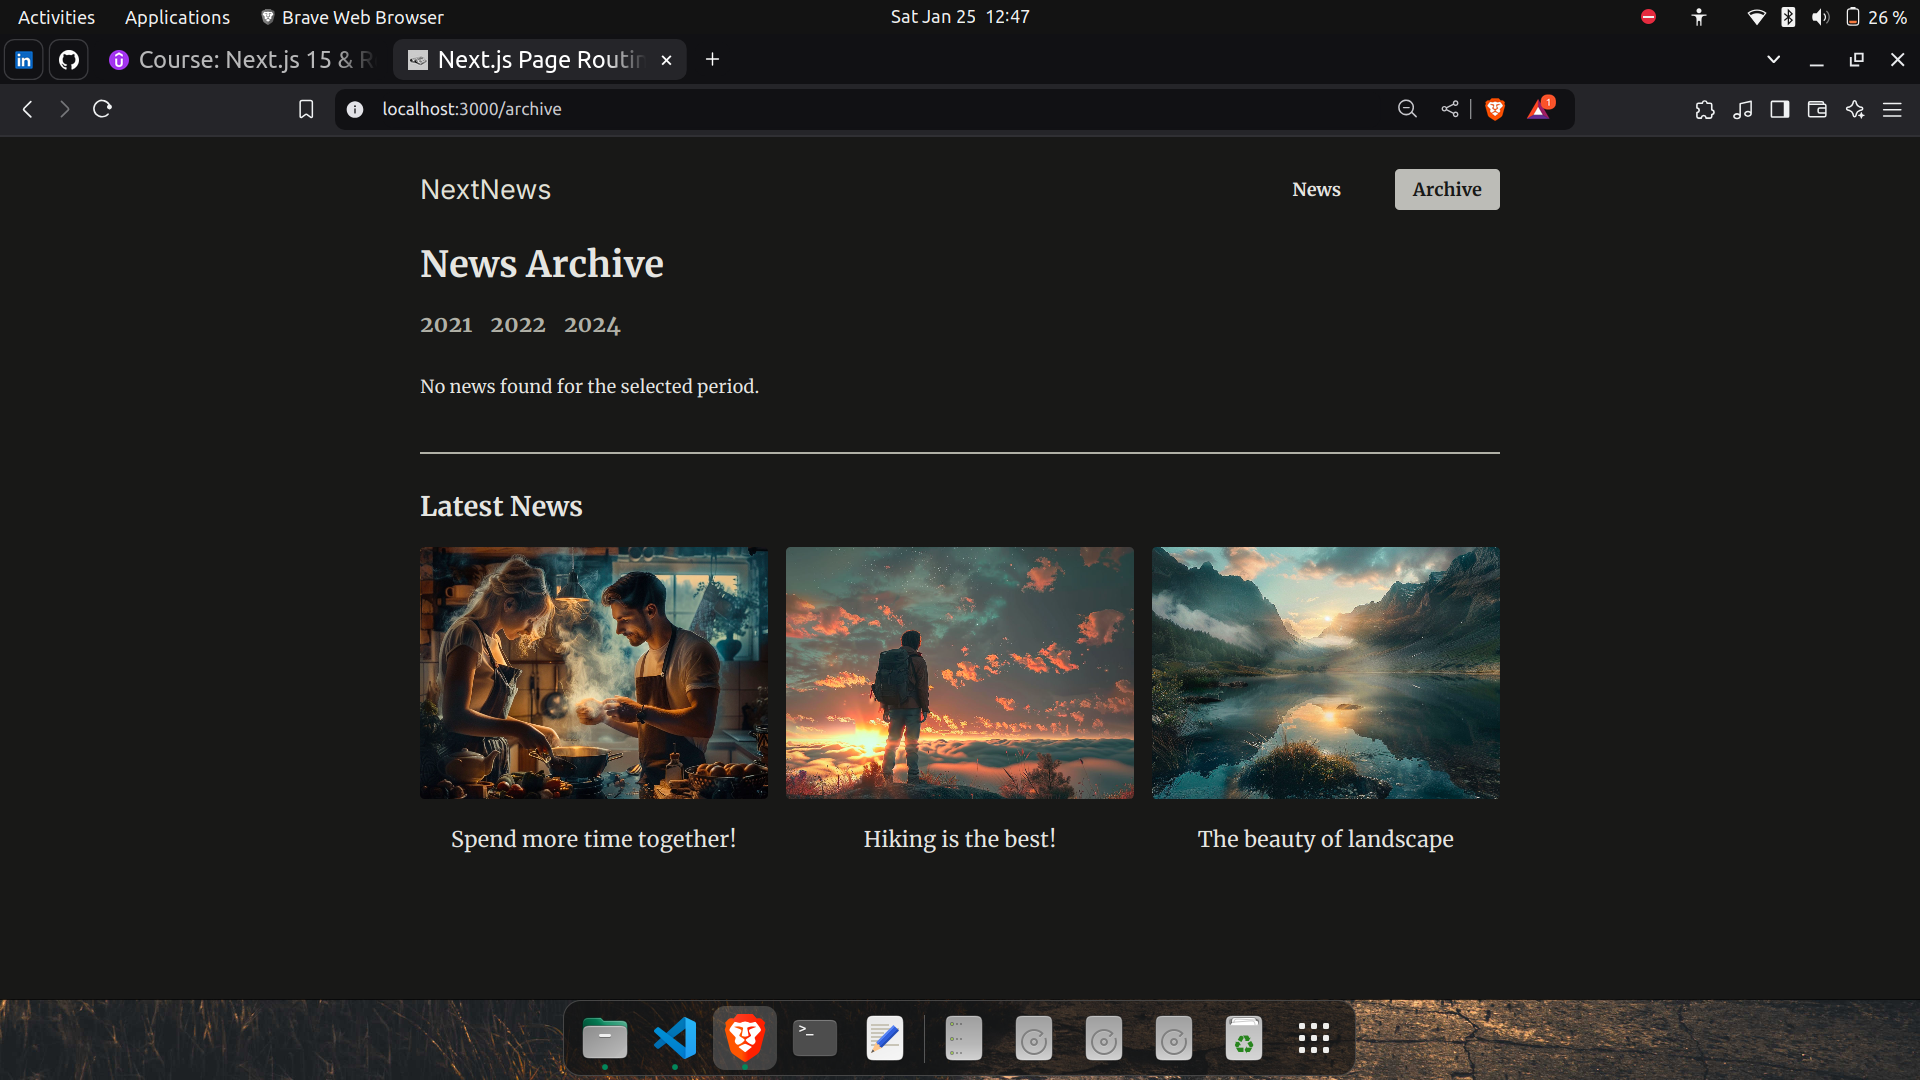 Activities Applications Brave Web Browser Sat Jan 25 12:47 26 %
in Course: Next.js 15 & R Next.js Page Routin
localhost:3000/archive 1
NextNews News Archive
News Archive
2021 2022 2024
No news found for the selected period.
Latest News
Spend more time together! Hiking is the best! The beauty of landscape
>_